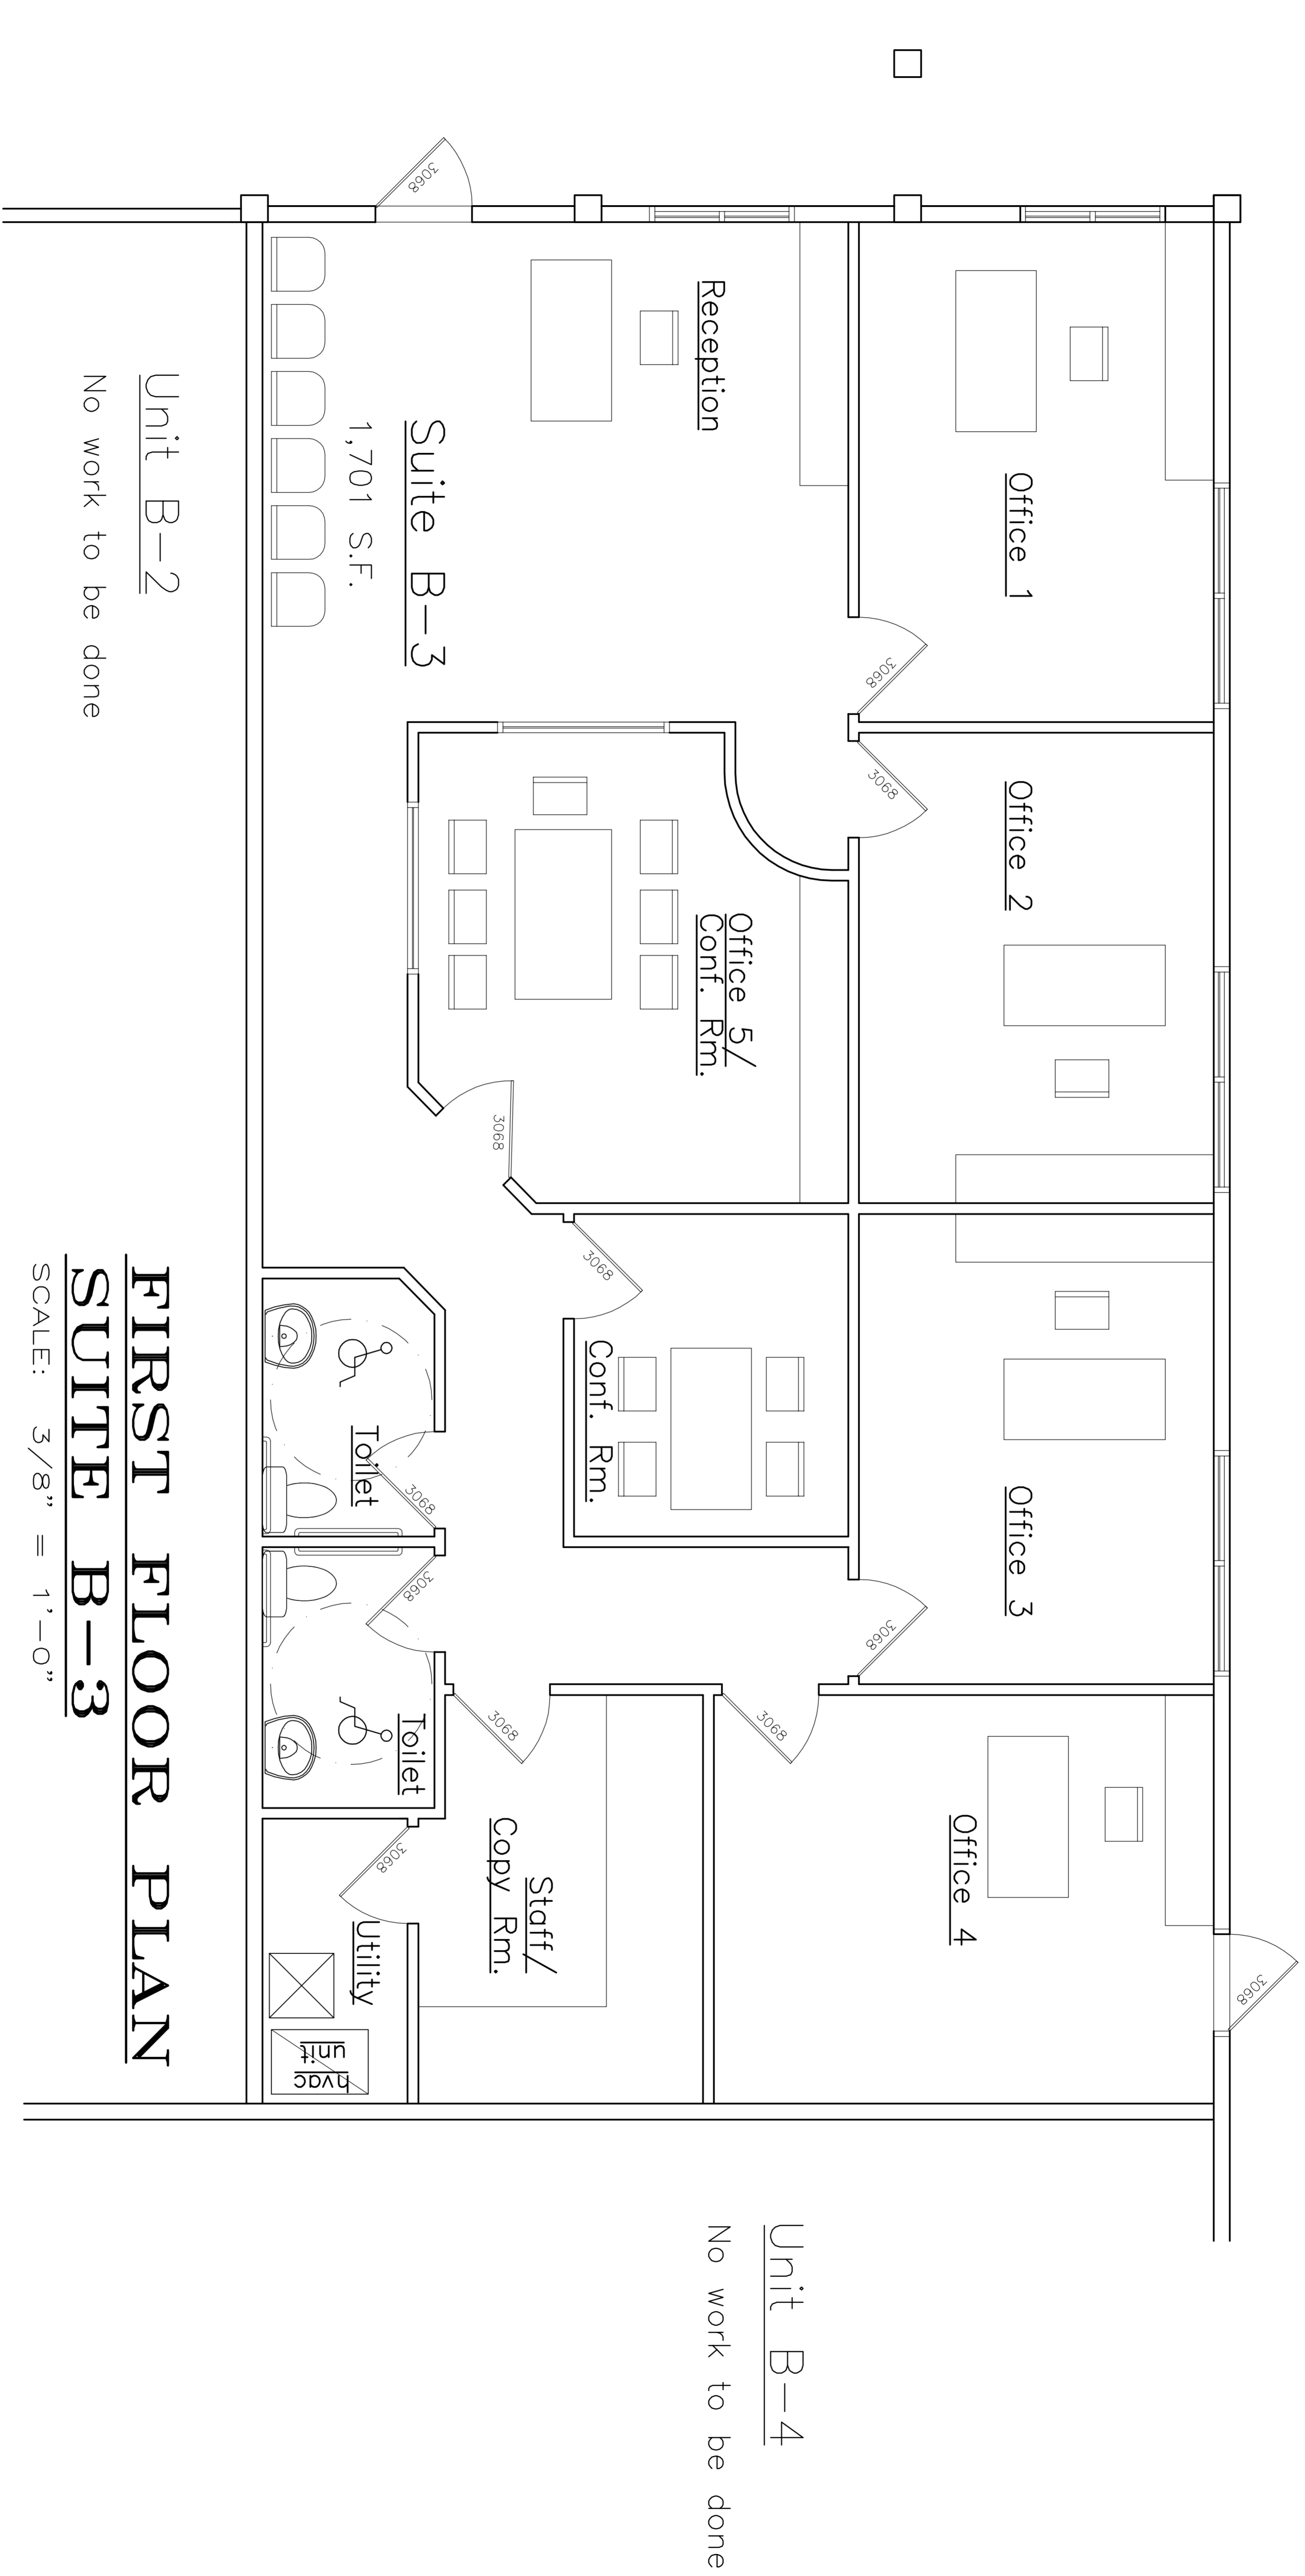 Office 1
Office 2
Office 3
Office 4
Reception
Office 5/
Conf. Rm.
Conf. Rm.
Staff/
Copy Rm.
Suite B-3
1,701 S.F.
Toilet
Toilet
Utility
hvac
unit
3068
3068
3068
3068
3068
3068
3068
3068
3068
3068
3068
3068
Unit B-2
No work to be done
Unit B-4
No work to be done
FIRST FLOOR PLAN
SUITE B-3
SCALE: 3/8" = 1'-0"